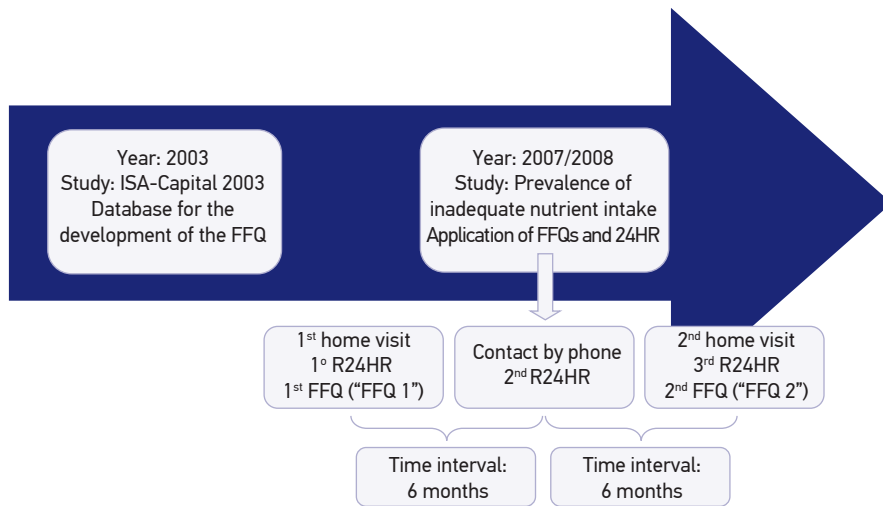 Year: 2003
Study: ISA-Capital 2003
Database for the
development of the FFQ
Year: 2007/2008
Study: Prevalence of
inadequate nutrient intake
Application of FFQs and 24HR
1st home visit
1º R24HR
1st FFQ (“FFQ 1”)
Contact by phone
2nd R24HR
2nd home visit
3rd R24HR
2nd FFQ (“FFQ 2”)
Time interval:
6 months
Time interval:
6 months